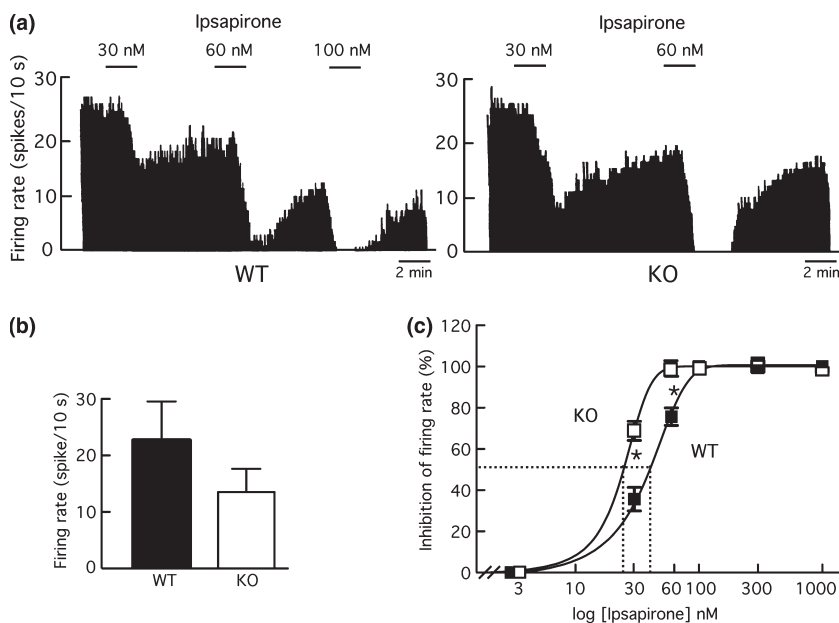 (a)
Ipsapirone
30 nM 60 nM 100 nM
Firing rate (spikes/10 s)
30
20
10
0
WT
2 min
Ipsapirone
30 nM 60 nM
30
20
10
0
KO
2 min
(b)
Firing rate (spike/10 s)
30
20
10
0
WT KO
(c)
Inhibition of firing rate (%)
120
100
80
60
40
20
0
KO
*
*
WT
3 10 30 60 100 300 1000
log [Ipsapirone] nM